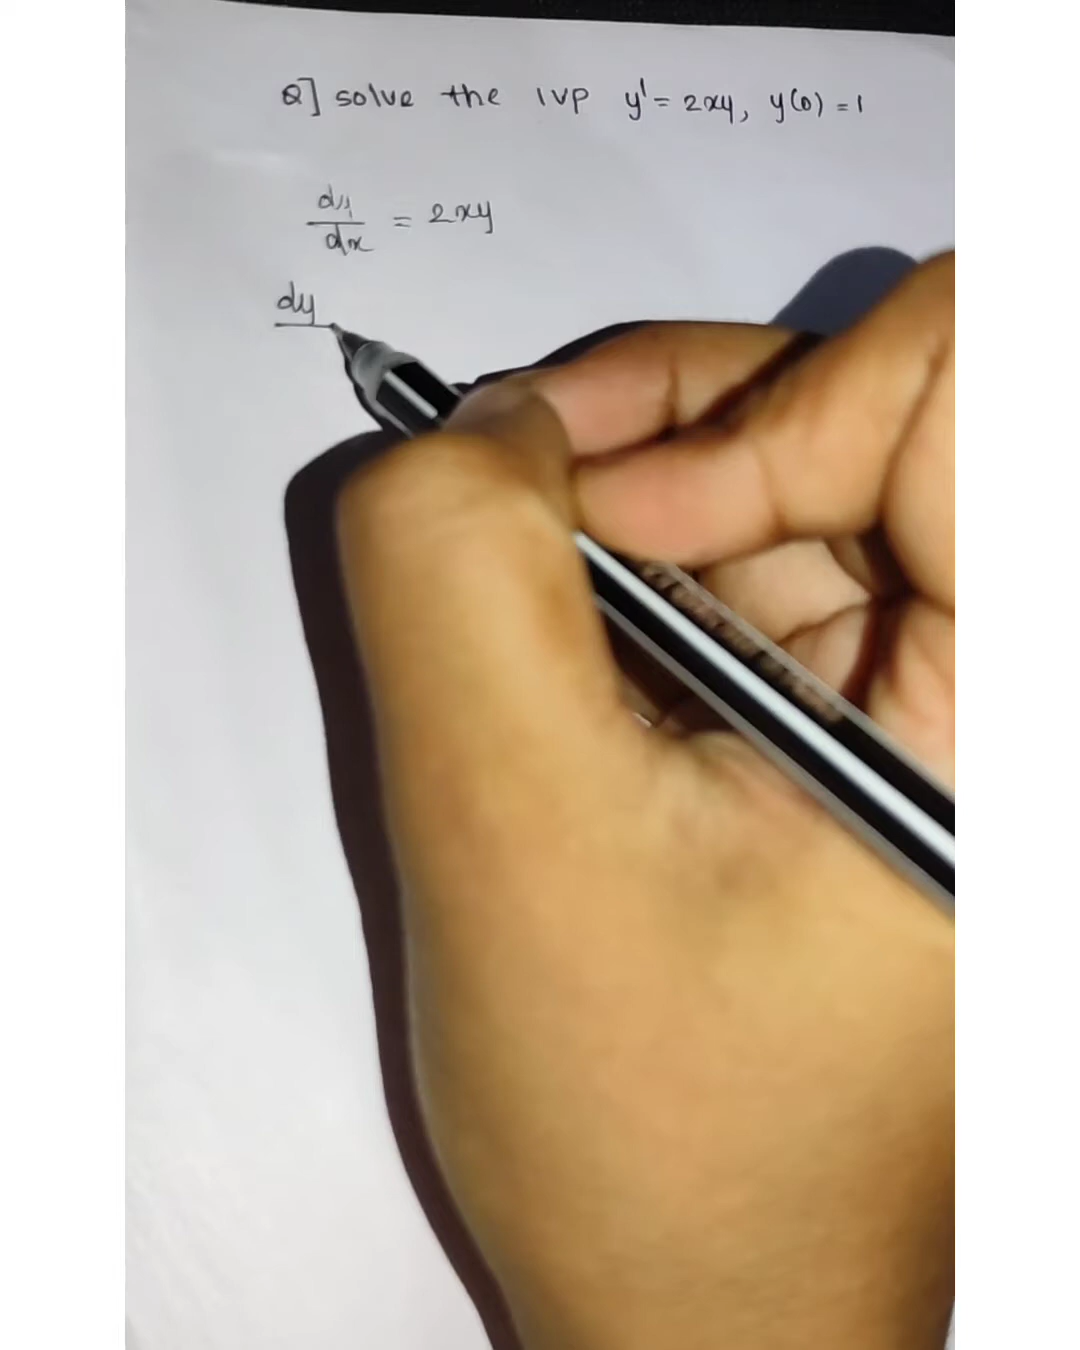 Q] solve the IVP y' = 2xy, y(0) = 1
dy/dx = 2xy
dy